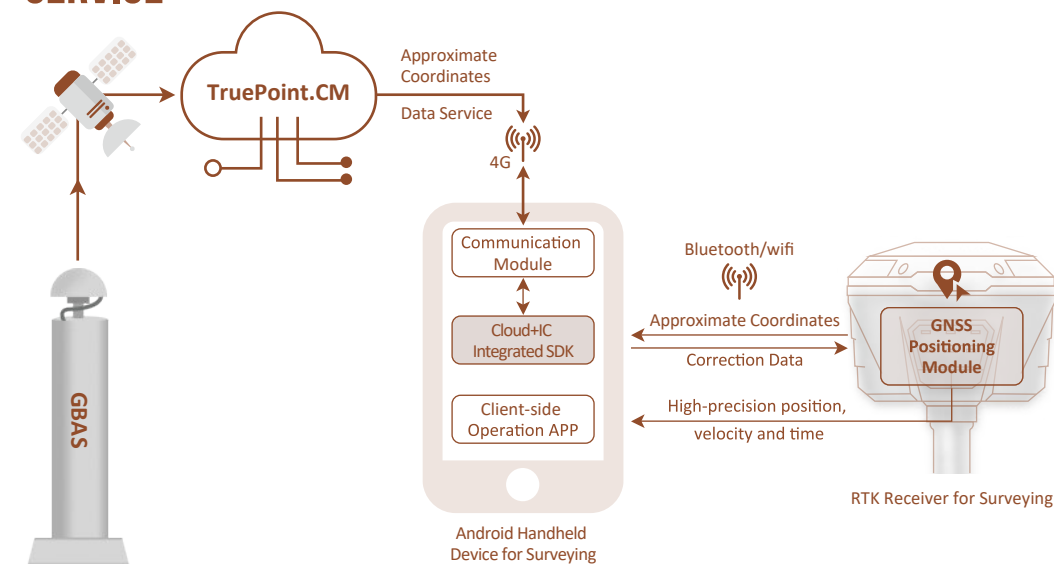 SERVICE
TruePoint.CM
Approximate
Coordinates
Data Service
4G
Communication
Module
Cloud+IC
Integrated SDK
Client-side
Operation APP
Android Handheld
Device for Surveying
Bluetooth/wifi
Approximate Coordinates
Correction Data
High-precision position,
velocity and time
GNSS
Positioning
Module
RTK Receiver for Surveying
GBAS